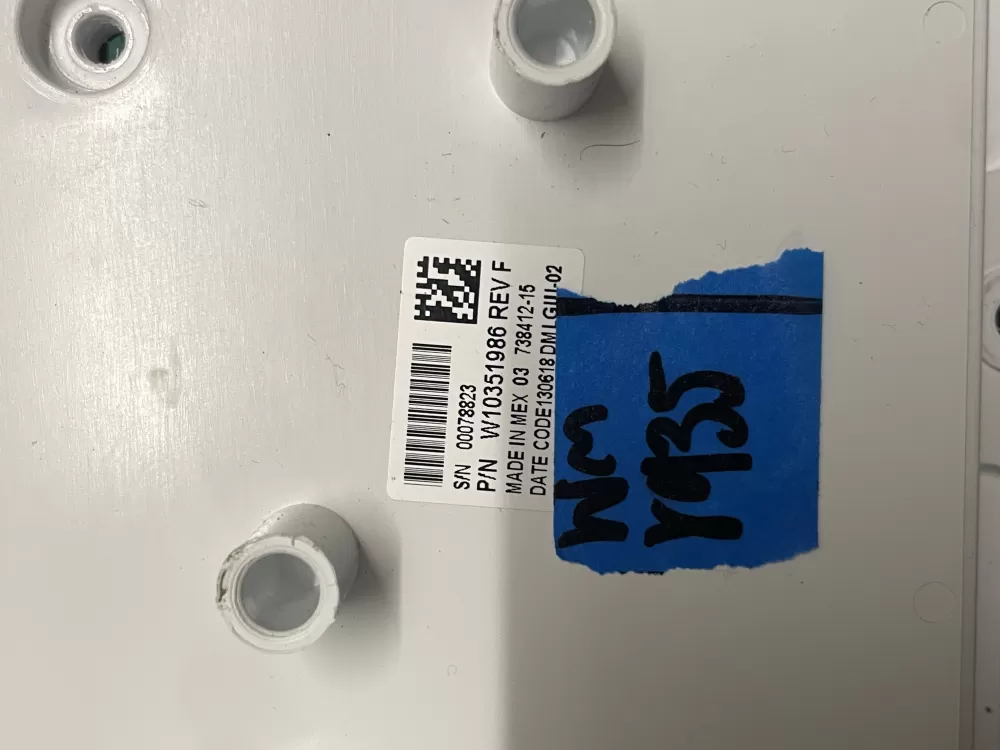 S/N 00078823
P/N W10351986 REV F
MADE IN MEX 03 738412-15
DATE CODE130618 DMI GUI-02
WM
Y935